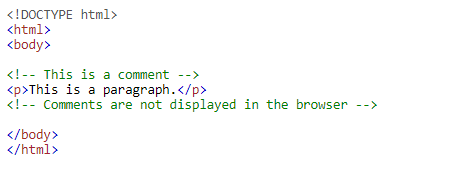 <!DOCTYPE html>
<html>
<body>
<!-- This is a comment -->
<p>This is a paragraph.</p>
<!-- Comments are not displayed in the browser -->
</body>
</html>